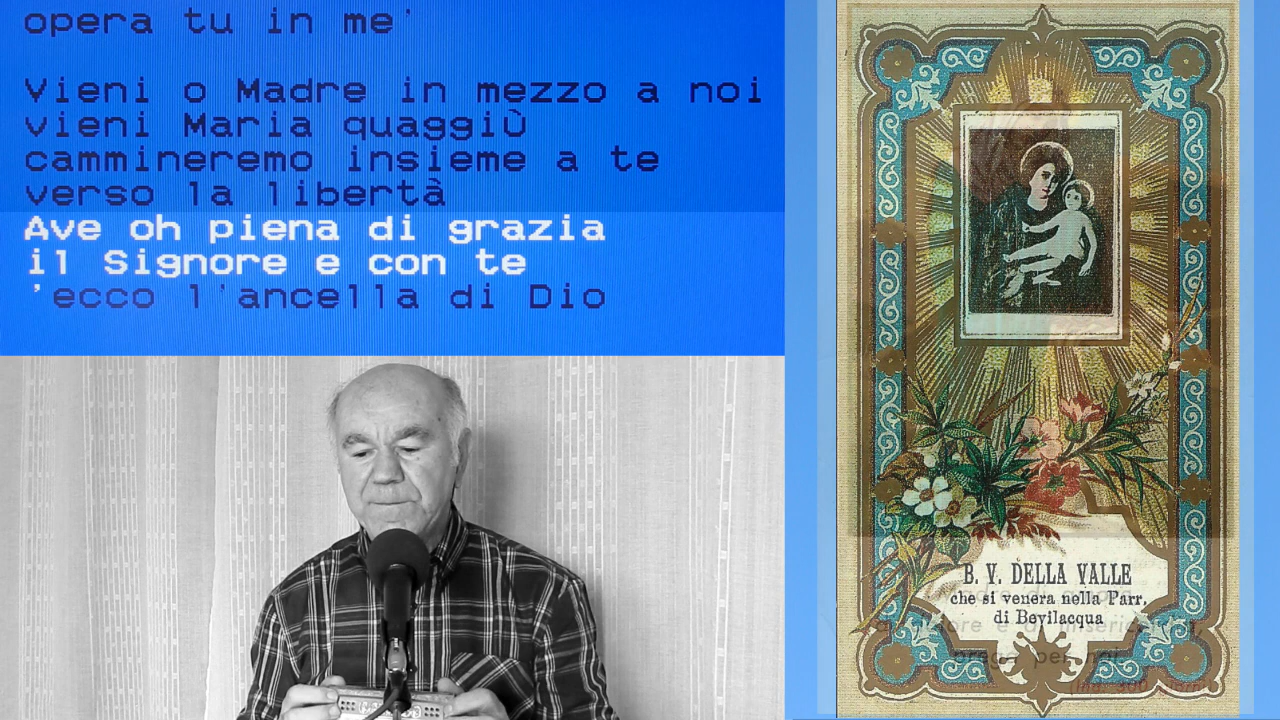 opera tu in me'
Vieni o Madre in mezzo a noi
vieni Maria quaggiù
cammineremo insieme a te
verso la libertà
Ave oh piena di grazia
il Signore e con te
'ecco l'ancella di Dio
B. V. DELLA VALLE
che si venera nella Parr.
di Bevilacqua